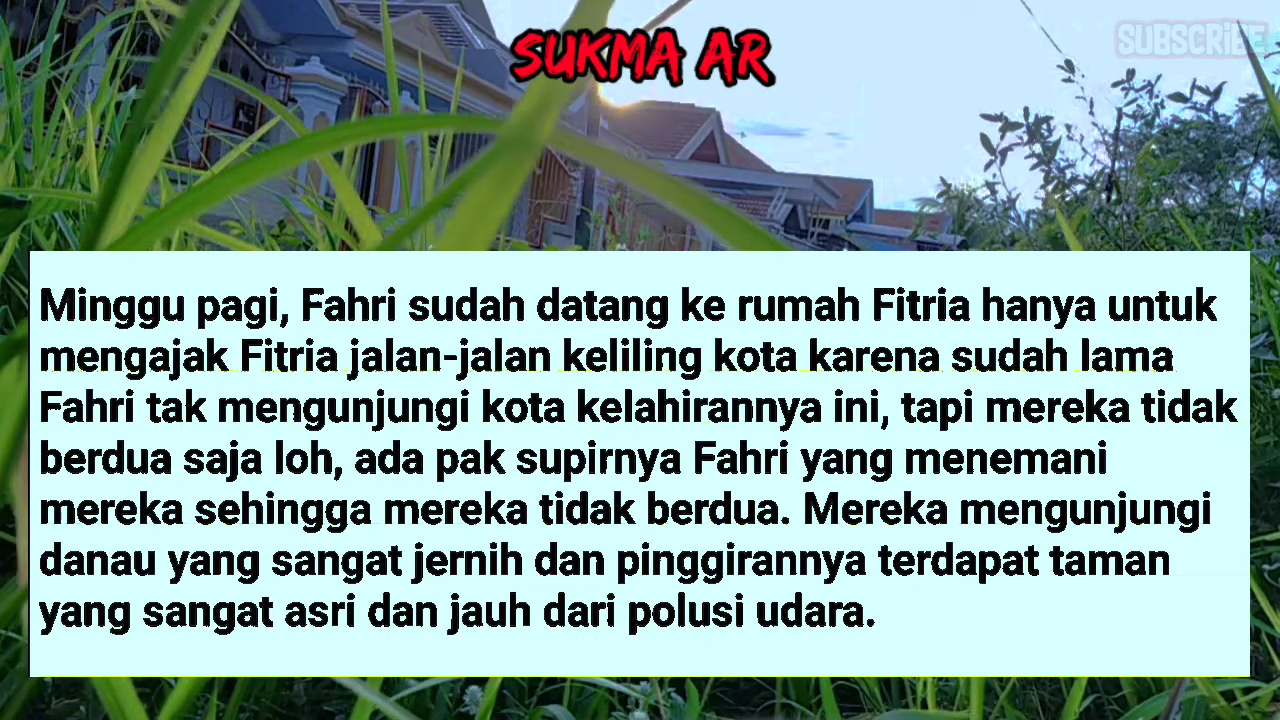 SUKMA AR
SUBSCRiBE
Minggu pagi, Fahri sudah datang ke rumah Fitria hanya untuk
mengajak Fitria jalan-jalan keliling kota karena sudah lama
Fahri tak mengunjungi kota kelahirannya ini, tapi mereka tidak
berdua saja loh, ada pak supirnya Fahri yang menemani
mereka sehingga mereka tidak berdua. Mereka mengunjungi
danau yang sangat jernih dan pinggirannya terdapat taman
yang sangat asri dan jauh dari polusi udara.